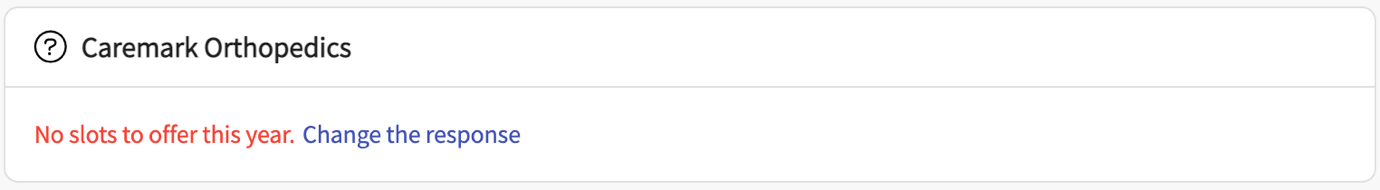 Caremark Orthopedics
No slots to offer this year. Change the response